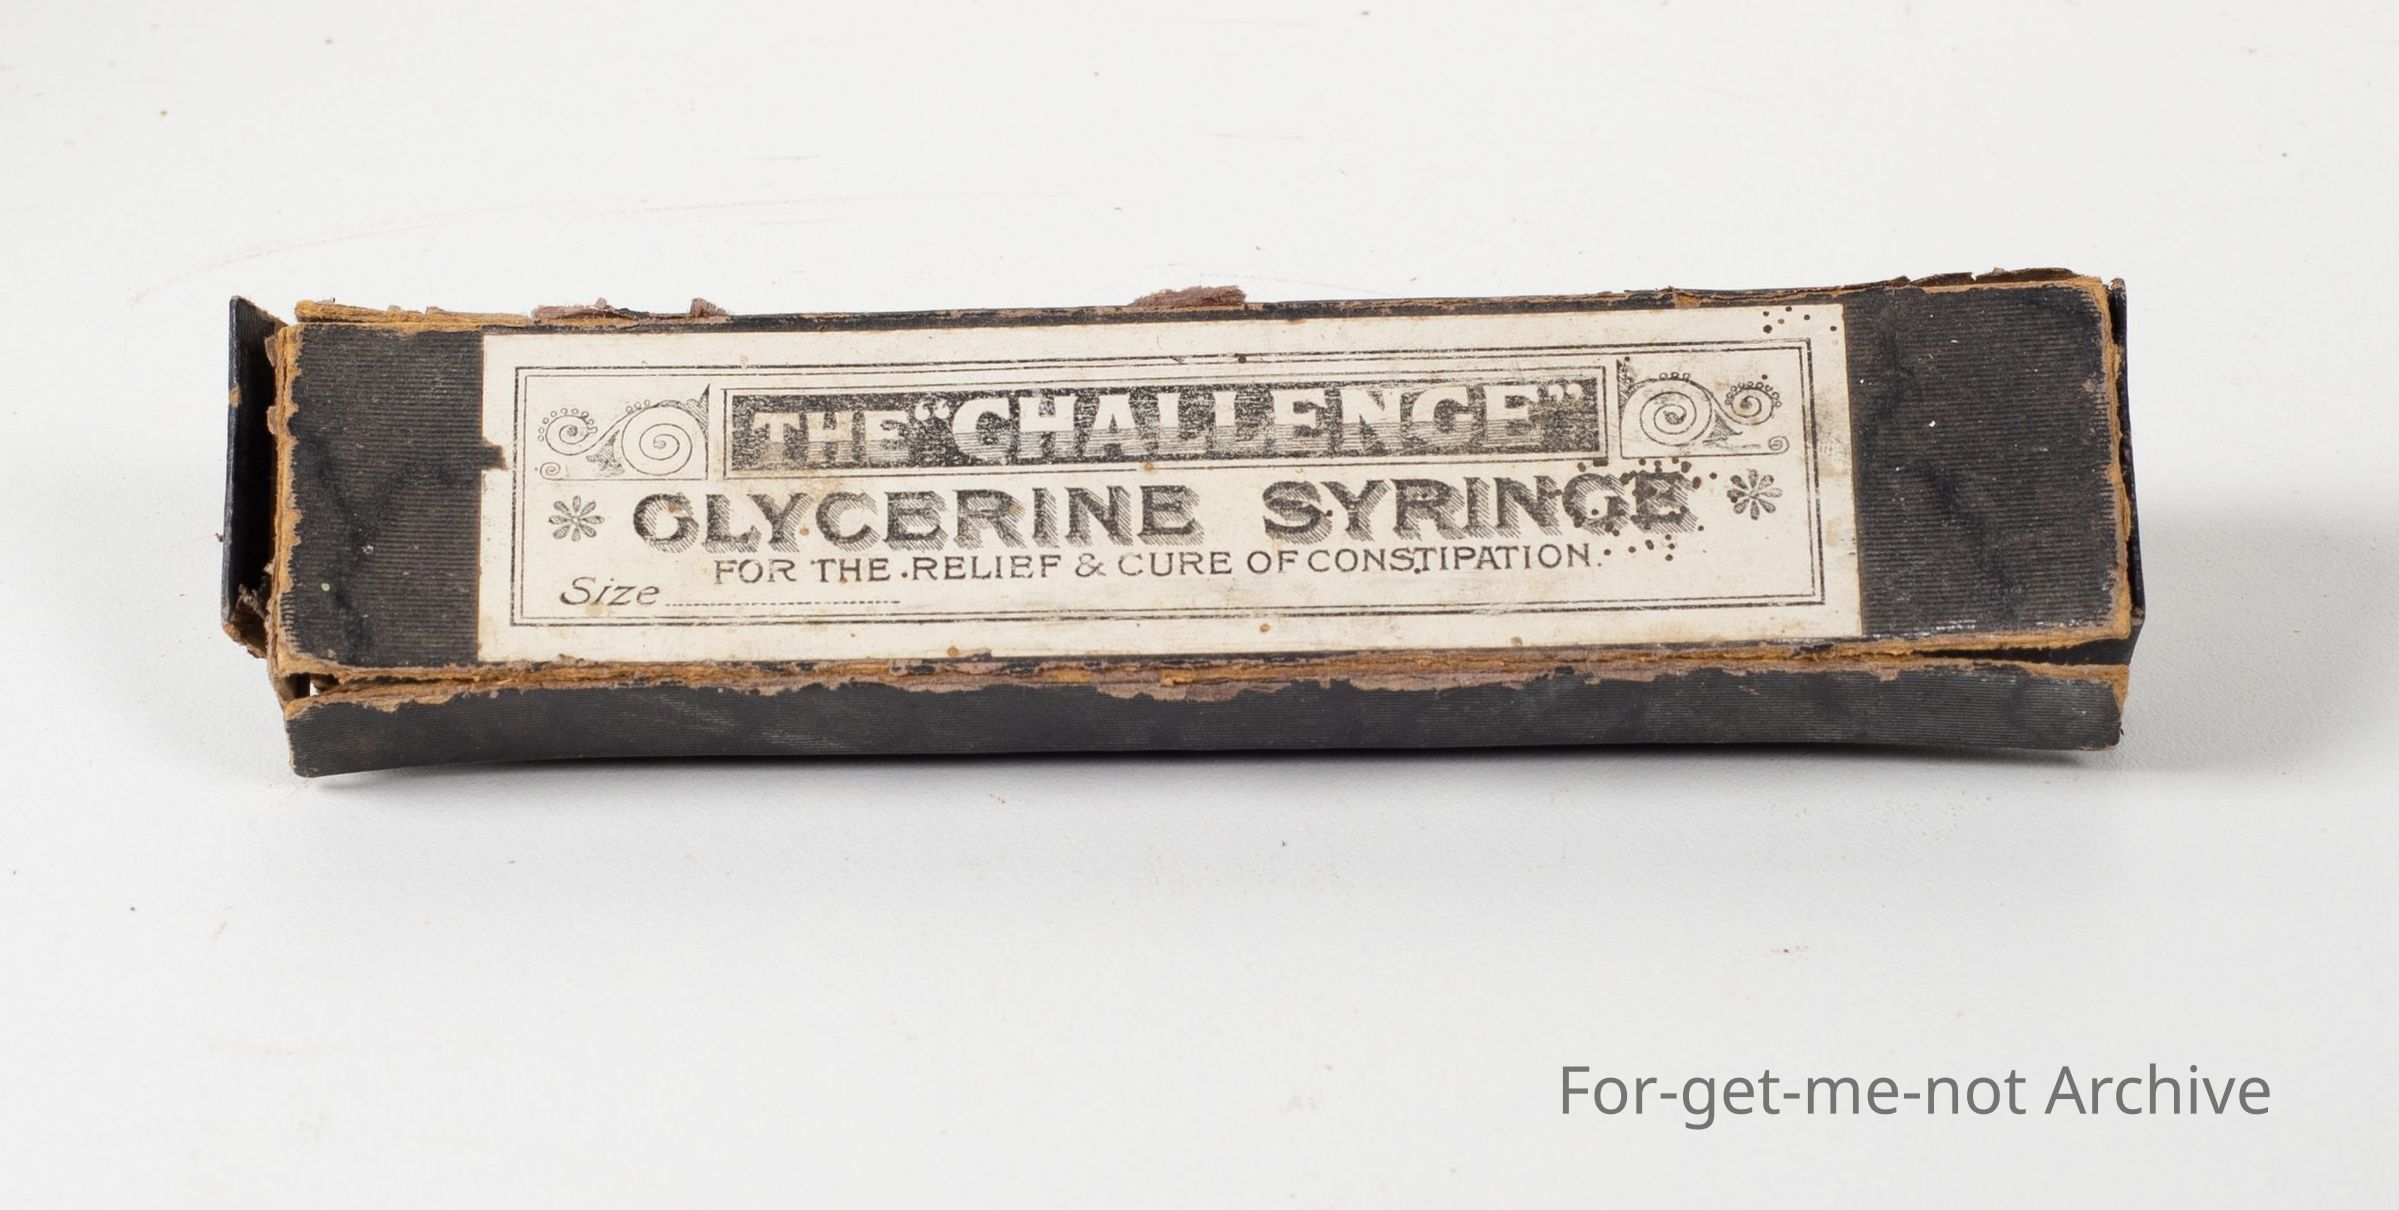 THE "CHALLENGE"
GLYCERINE SYRINGE
FOR THE RELIEF & CURE OF CONSTIPATION.
Size
For-get-me-not Archive